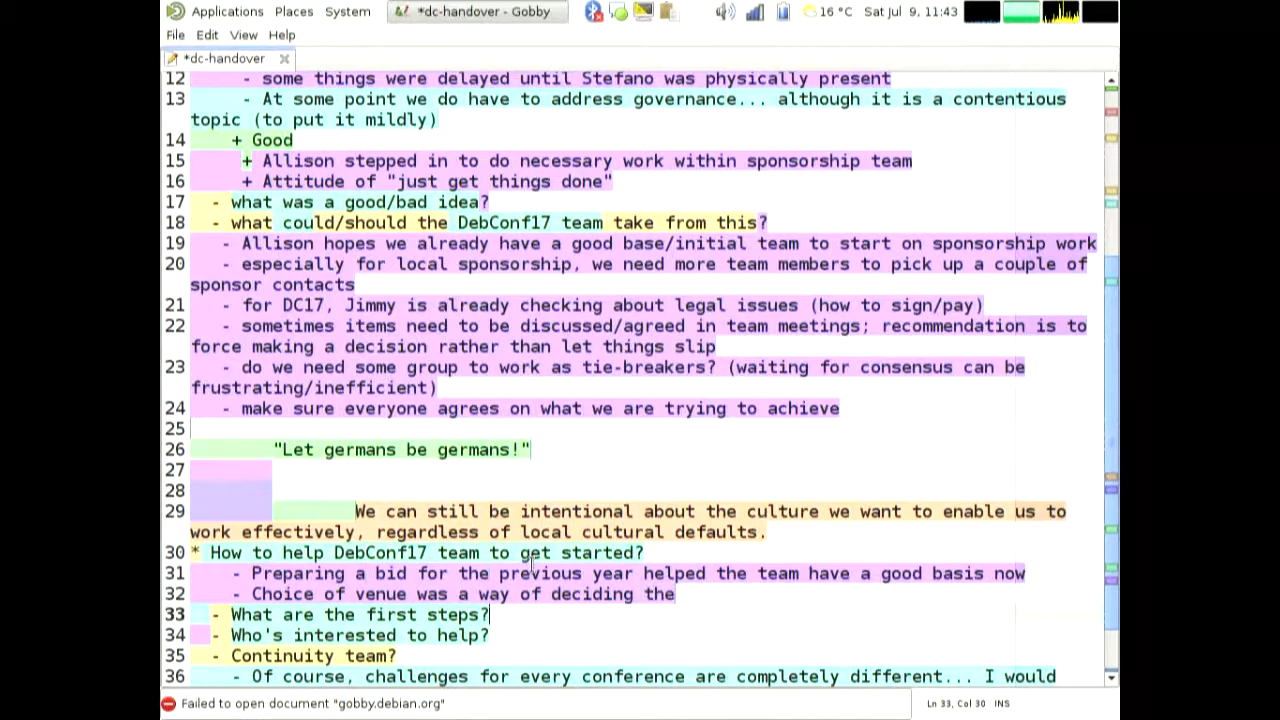 Applications Places System *dc-handover - Gobby 16 °C Sat Jul 9, 11:43
File Edit View Help
*dc-handover
12 - some things were delayed until Stefano was physically present
13 - At some point we do have to address governance... although it is a contentious
topic (to put it mildly)
14 + Good
15 + Allison stepped in to do necessary work within sponsorship team
16 + Attitude of "just get things done"
17 - what was a good/bad idea?
18 - what could/should the DebConf17 team take from this?
19 - Allison hopes we already have a good base/initial team to start on sponsorship work
20 - especially for local sponsorship, we need more team members to pick up a couple of
sponsor contacts
21 - for DC17, Jimmy is already checking about legal issues (how to sign/pay)
22 - sometimes items need to be discussed/agreed in team meetings; recommendation is to
force making a decision rather than let things slip
23 - do we need some group to work as tie-breakers? (waiting for consensus can be
frustrating/inefficient)
24 - make sure everyone agrees on what we are trying to achieve
25
26 "Let germans be germans!"
27
28
29 We can still be intentional about the culture we want to enable us to
work effectively, regardless of local cultural defaults.
30 * How to help DebConf17 team to get started?
31 - Preparing a bid for the previous year helped the team have a good basis now
32 - Choice of venue was a way of deciding the
33 - What are the first steps?
34 - Who's interested to help?
35 - Continuity team?
36 - Of course, challenges for every conference are completely different... I would
Failed to open document "gobby.debian.org" Ln 33, Col 30 INS